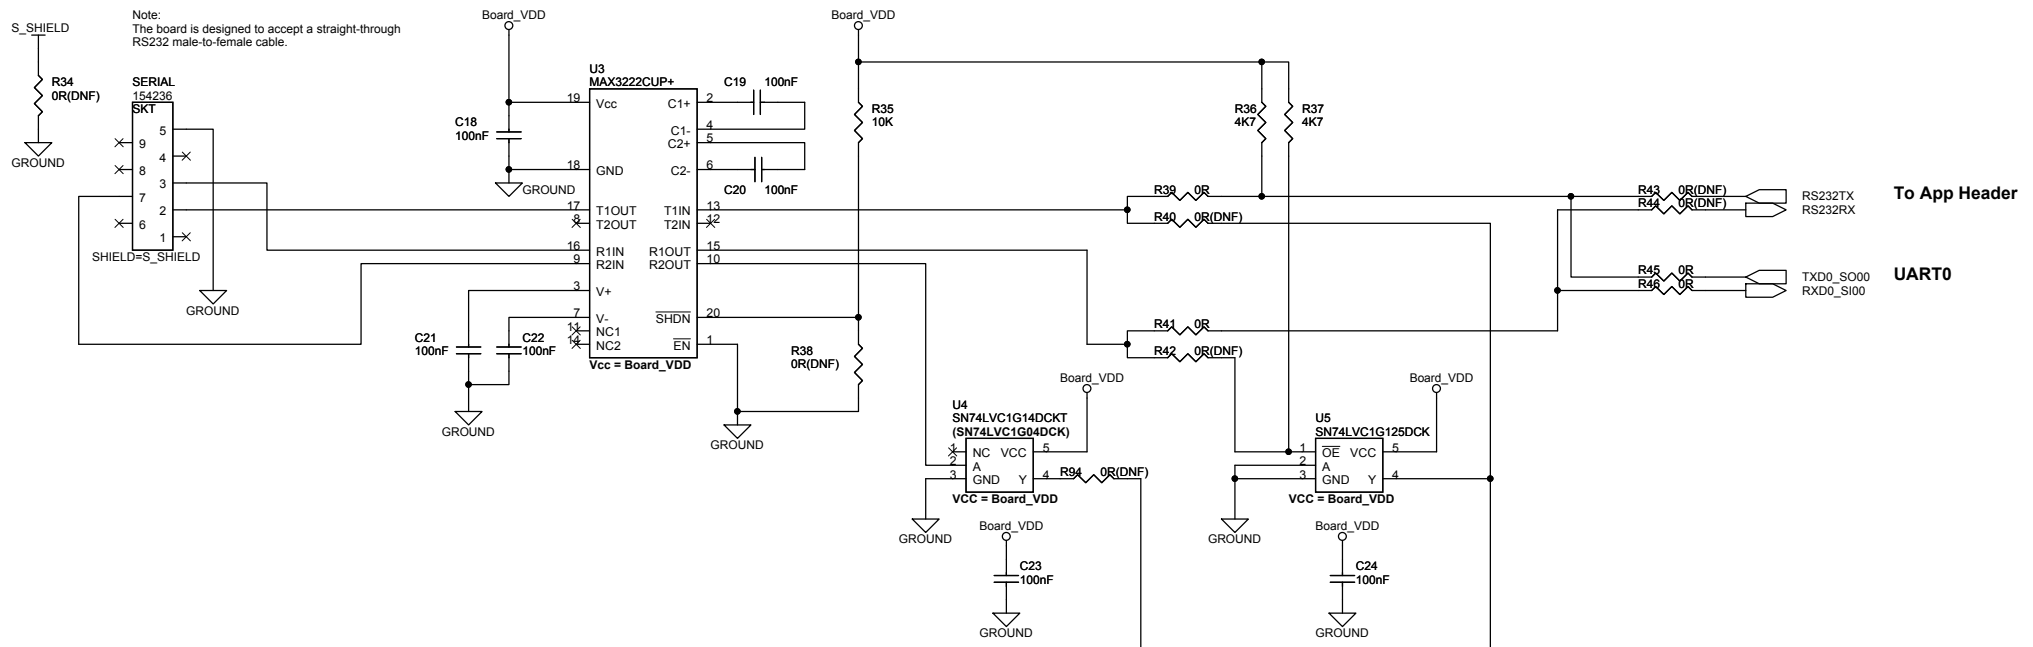 Note:
The board is designed to accept a straight-through
RS232 male-to-female cable.
S_SHIELD
R34
0R(DNF)
GROUND
SERIAL
154236
SKT
5
9
4
8
3
7
2
6
1
SHIELD=S_SHIELD
GROUND
Board_VDD
C18
100nF
GROUND
U3
MAX3222CUP+
19 Vcc C1+ 2
C1- 4
C2+ 5
18 GND C2- 6
17 T1OUT T1IN 13
8 T2OUT T2IN 12
16 R1IN R1OUT 15
9 R2IN R2OUT 10
3 V+
7 V- SHDN 20
11 NC1
14 NC2 EN 1
Vcc = Board_VDD
C19 100nF
C20 100nF
C21
100nF
C22
100nF
GROUND
Board_VDD
R35
10K
R38
0R(DNF)
GROUND
R36
4K7
R37
4K7
R39 0R
R40 0R(DNF)
R41 0R
R42 0R(DNF)
R43 0R(DNF) RS232TX
R44 0R(DNF) RS232RX
To App Header
R45 0R TXD0_SO00
R46 0R RXD0_SI00
UART0
Board_VDD
U4
SN74LVC1G14DCKT
(SN74LVC1G04DCK)
1 NC VCC 5
2 A
3 GND Y 4
VCC = Board_VDD
R94 0R(DNF)
GROUND
Board_VDD
C23
100nF
GROUND
Board_VDD
U5
SN74LVC1G125DCK
1 OE VCC 5
2 A
3 GND Y 4
VCC = Board_VDD
GROUND
Board_VDD
C24
100nF
GROUND